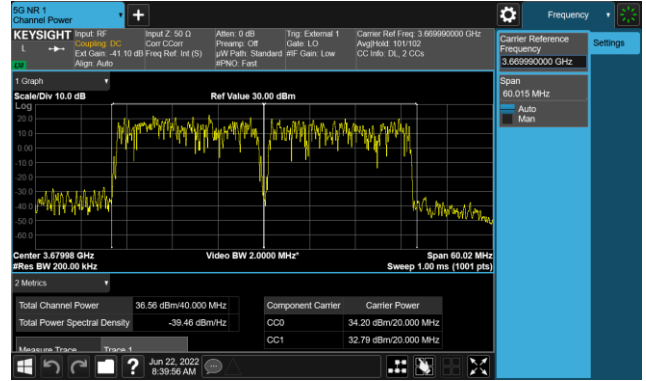 5G NR 1
Channel Power
Frequency
KEYSIGHT
Input: RF
Input Z: 50 Ω
Atten: 0 dB
Trig: External 1
Carrier Ref Freq: 3.669990000 GHz
L
Coupling: DC
Corr CCorr
Preamp: Off
Gate: LO
Avg|Hold: 101/102
Ext Gain: -41.10 dB
Freq Ref: Int (S)
µW Path: Standard
#IF Gain: Low
CC Info: DL, 2 CCs
Align: Auto
#PNO: Fast
Carrier Reference
Frequency
3.669990000 GHz
Settings
Span
60.015 MHz
Auto
Man
1 Graph
Scale/Div 10.0 dB
Ref Value 30.00 dBm
Log
20.0
10.0
0.00
-10.0
-20.0
-30.0
-40.0
-50.0
-60.0
Center 3.67998 GHz
Video BW 2.0000 MHz*
Span 60.02 MHz
#Res BW 200.00 kHz
Sweep 1.00 ms (1001 pts)
2 Metrics
Total Channel Power
36.56 dBm/40.000 MHz
Component Carrier
Carrier Power
Total Power Spectral Density
-39.46 dBm/Hz
CC0
34.20 dBm/20.000 MHz
CC1
32.79 dBm/20.000 MHz
Measure Trace
Trace 1
Jun 22, 2022
8:39:56 AM